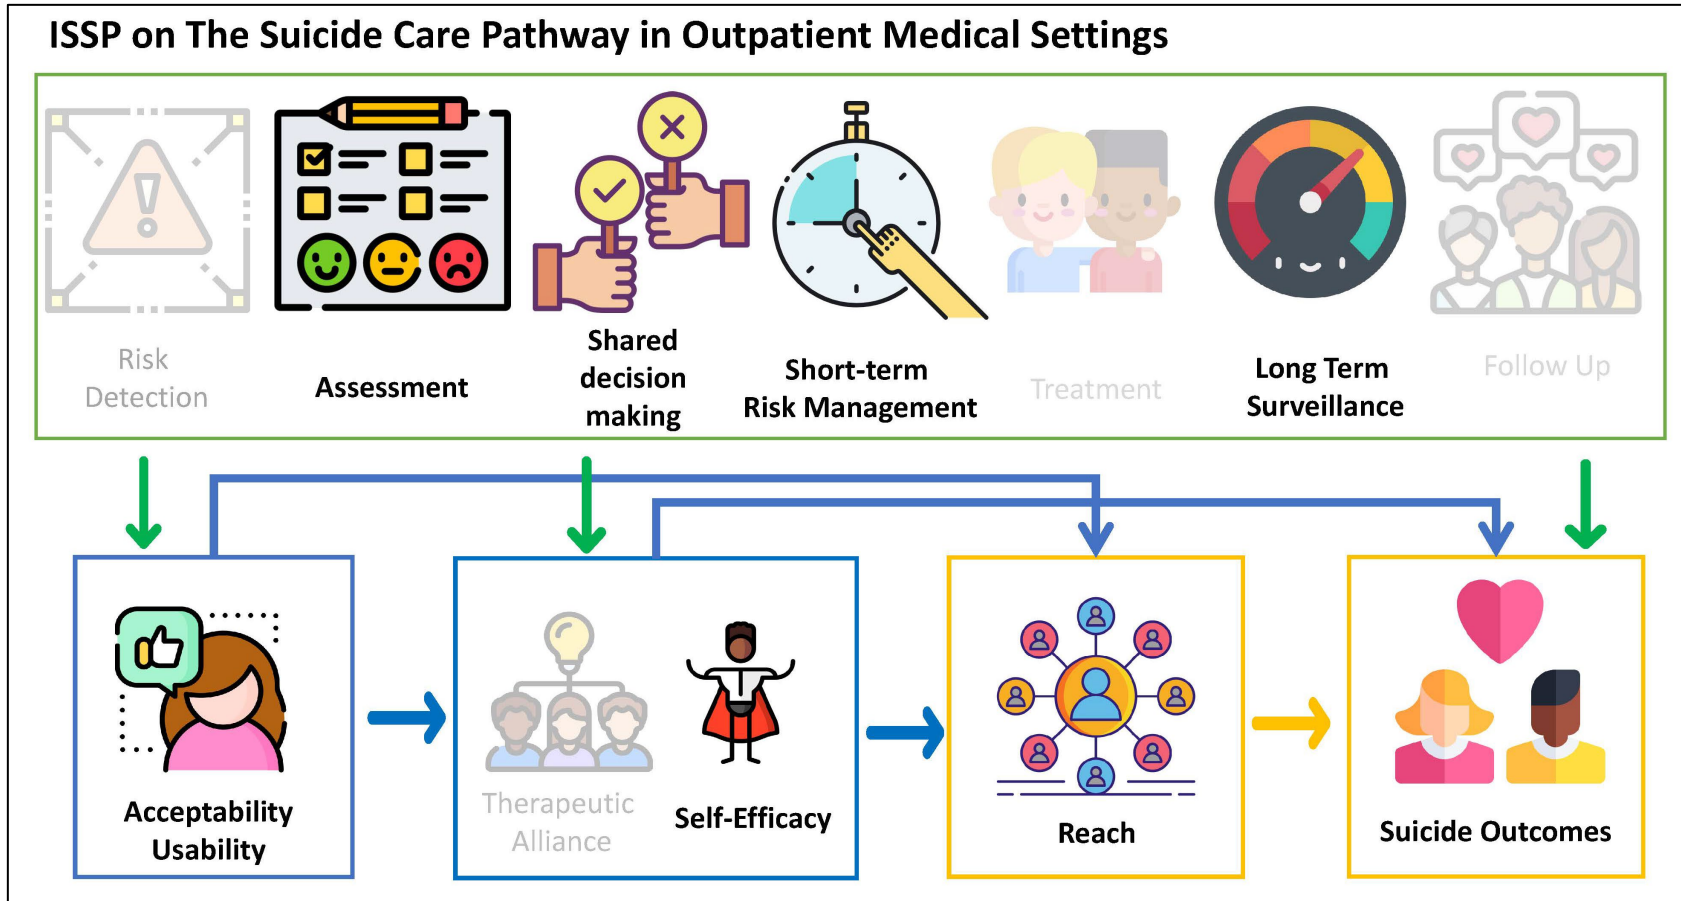 ISSP on The Suicide Care Pathway in Outpatient Medical Settings
Risk
Detection
Assessment
Shared
decision
making
Short-term
Risk Management
Treatment
Long Term
Surveillance
Follow Up
Acceptability
Usability
Therapeutic
Alliance
Self-Efficacy
Reach
Suicide Outcomes